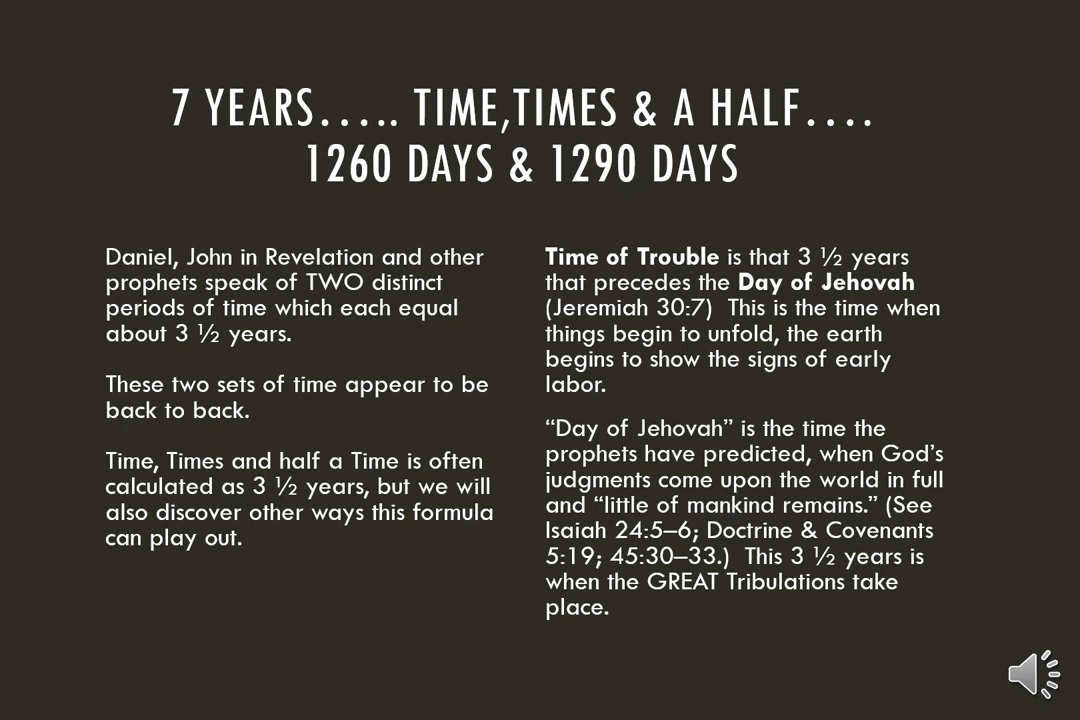 7 YEARS..... TIME,TIMES & A HALF....
1260 DAYS & 1290 DAYS
Daniel, John in Revelation and other
prophets speak of TWO distinct
periods of time which each equal
about 3 ½ years.
These two sets of time appear to be
back to back.
Time, Times and half a Time is often
calculated as 3 ½ years, but we will
also discover other ways this formula
can play out.
Time of Trouble is that 3 ½ years
that precedes the Day of Jehovah
(Jeremiah 30:7)  This is the time when
things begin to unfold, the earth
begins to show the signs of early
labor.
“Day of Jehovah” is the time the
prophets have predicted, when God’s
judgments come upon the world in full
and “little of mankind remains.” (See
Isaiah 24:5–6; Doctrine & Covenants
5:19; 45:30–33.)  This 3 ½ years is
when the GREAT Tribulations take
place.